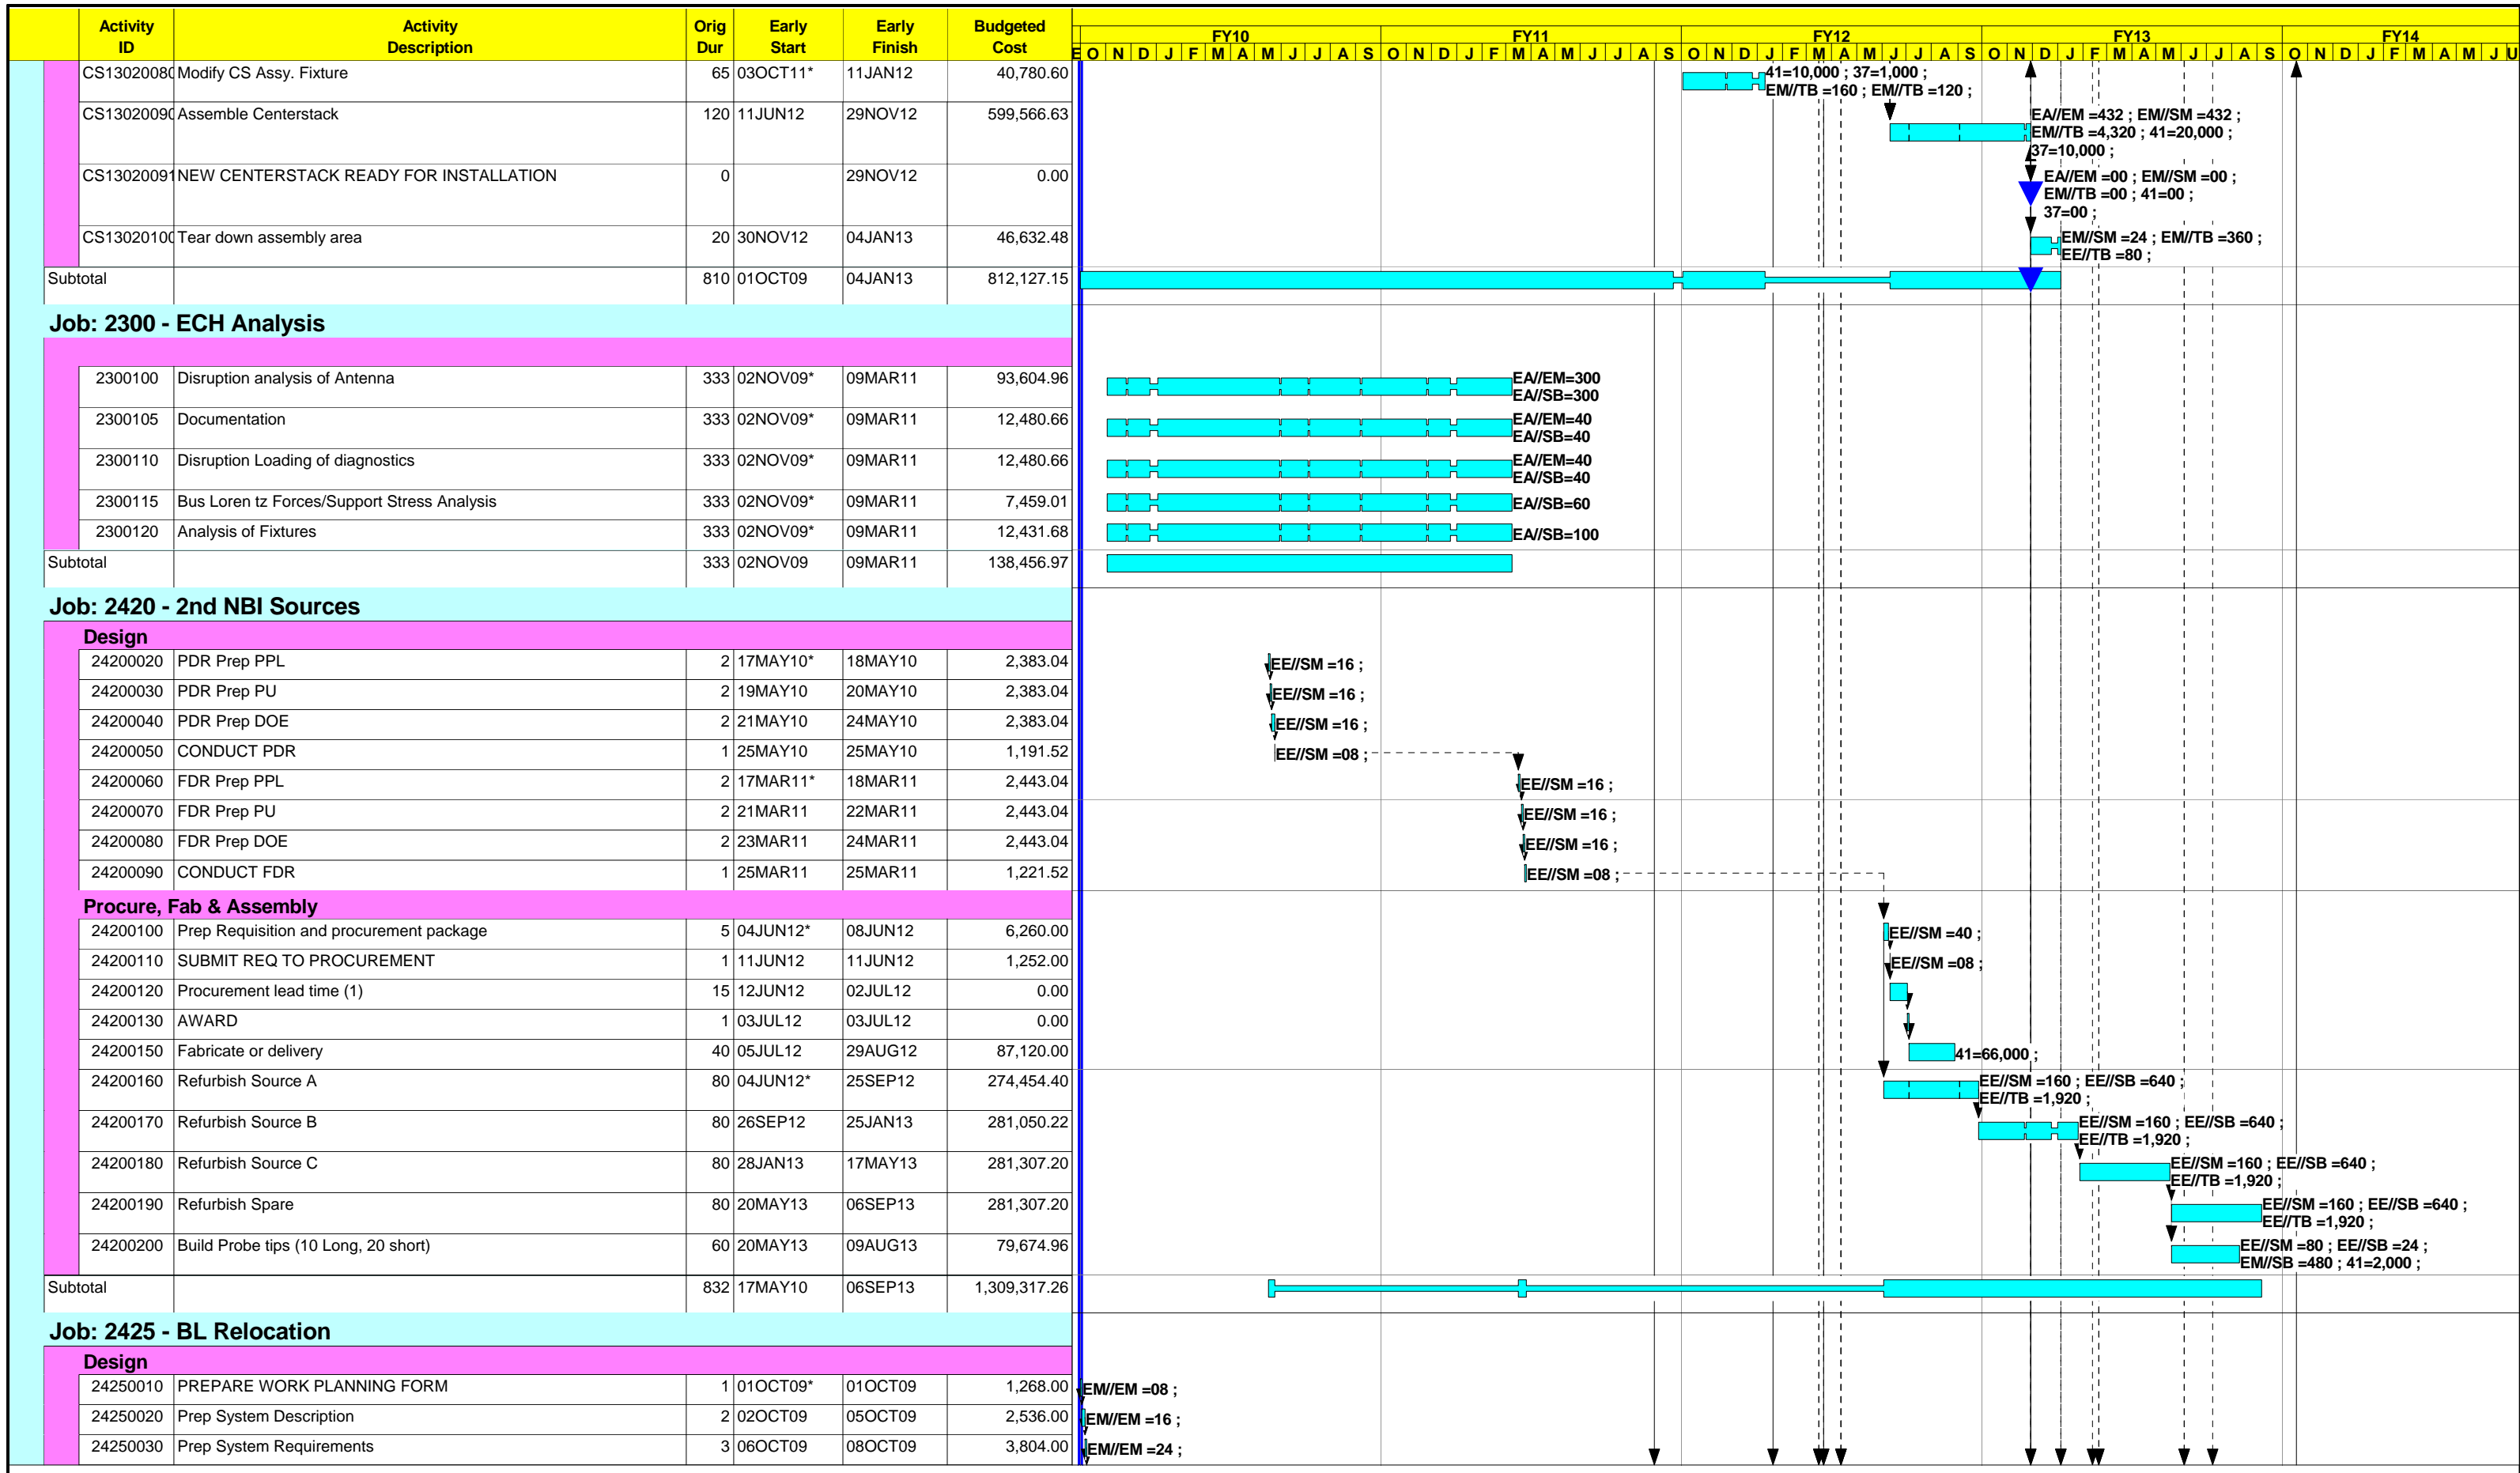 Activity ID Activity Description Orig Dur Early Start Early Finish Budgeted Cost
FY10 FY11 FY12 FY13 FY14
O N D J F M A M J J A S O N D J F M A M J J A S O N D J F M A M J J A S O N D J F M A M J J A S O N D J F M A M J U
CS13020080 Modify CS Assy. Fixture 65 03OCT11* 11JAN12 40,780.60
41=10,000 ; 37=1,000 ;
EM//TB =160 ; EM//TB =120 ;
CS13020090 Assemble Centerstack 120 11JUN12 29NOV12 599,566.63
EA//EM =432 ; EM//SM =432 ;
EM//TB =4,320 ; 41=20,000 ;
37=10,000 ;
CS13020091 NEW CENTERSTACK READY FOR INSTALLATION 0 29NOV12 0.00
EA//EM =00 ; EM//SM =00 ;
EM//TB =00 ; 41=00 ;
37=00 ;
CS13020100 Tear down assembly area 20 30NOV12 04JAN13 46,632.48
EM//SM =24 ; EM//TB =360 ;
EE//TB =80 ;
Subtotal 810 01OCT09 04JAN13 812,127.15
Job: 2300 - ECH Analysis
2300100 Disruption analysis of Antenna 333 02NOV09* 09MAR11 93,604.96
EA//EM=300
EA//SB=300
2300105 Documentation 333 02NOV09* 09MAR11 12,480.66
EA//EM=40
EA//SB=40
2300110 Disruption Loading of diagnostics 333 02NOV09* 09MAR11 12,480.66
EA//EM=40
EA//SB=40
2300115 Bus Loren tz Forces/Support Stress Analysis 333 02NOV09* 09MAR11 7,459.01
EA//SB=60
2300120 Analysis of Fixtures 333 02NOV09* 09MAR11 12,431.68
EA//SB=100
Subtotal 333 02NOV09 09MAR11 138,456.97
Job: 2420 - 2nd NBI Sources
Design
24200020 PDR Prep PPL 2 17MAY10* 18MAY10 2,383.04
EE//SM =16 ;
24200030 PDR Prep PU 2 19MAY10 20MAY10 2,383.04
EE//SM =16 ;
24200040 PDR Prep DOE 2 21MAY10 24MAY10 2,383.04
EE//SM =16 ;
24200050 CONDUCT PDR 1 25MAY10 25MAY10 1,191.52
EE//SM =08 ;
24200060 FDR Prep PPL 2 17MAR11* 18MAR11 2,443.04
EE//SM =16 ;
24200070 FDR Prep PU 2 21MAR11 22MAR11 2,443.04
EE//SM =16 ;
24200080 FDR Prep DOE 2 23MAR11 24MAR11 2,443.04
EE//SM =16 ;
24200090 CONDUCT FDR 1 25MAR11 25MAR11 1,221.52
EE//SM =08 ;
Procure, Fab & Assembly
24200100 Prep Requisition and procurement package 5 04JUN12* 08JUN12 6,260.00
EE//SM =40 ;
24200110 SUBMIT REQ TO PROCUREMENT 1 11JUN12 11JUN12 1,252.00
EE//SM =08 ;
24200120 Procurement lead time (1) 15 12JUN12 02JUL12 0.00
24200130 AWARD 1 03JUL12 03JUL12 0.00
24200150 Fabricate or delivery 40 05JUL12 29AUG12 87,120.00
41=66,000 ;
24200160 Refurbish Source A 80 04JUN12* 25SEP12 274,454.40
EE//SM =160 ; EE//SB =640 ;
EE//TB =1,920 ;
24200170 Refurbish Source B 80 26SEP12 25JAN13 281,050.22
EE//SM =160 ; EE//SB =640 ;
EE//TB =1,920 ;
24200180 Refurbish Source C 80 28JAN13 17MAY13 281,307.20
EE//SM =160 ; EE//SB =640 ;
EE//TB =1,920 ;
24200190 Refurbish Spare 80 20MAY13 06SEP13 281,307.20
EE//SM =160 ; EE//SB =640 ;
EE//TB =1,920 ;
24200200 Build Probe tips (10 Long, 20 short) 60 20MAY13 09AUG13 79,674.96
EE//SM =80 ; EE//SB =24 ;
EM//SB =480 ; 41=2,000 ;
Subtotal 832 17MAY10 06SEP13 1,309,317.26
Job: 2425 - BL Relocation
Design
24250010 PREPARE WORK PLANNING FORM 1 01OCT09* 01OCT09 1,268.00
EM//EM =08 ;
24250020 Prep System Description 2 02OCT09 05OCT09 2,536.00
EM//EM =16 ;
24250030 Prep System Requirements 3 06OCT09 08OCT09 3,804.00
EM//EM =24 ;